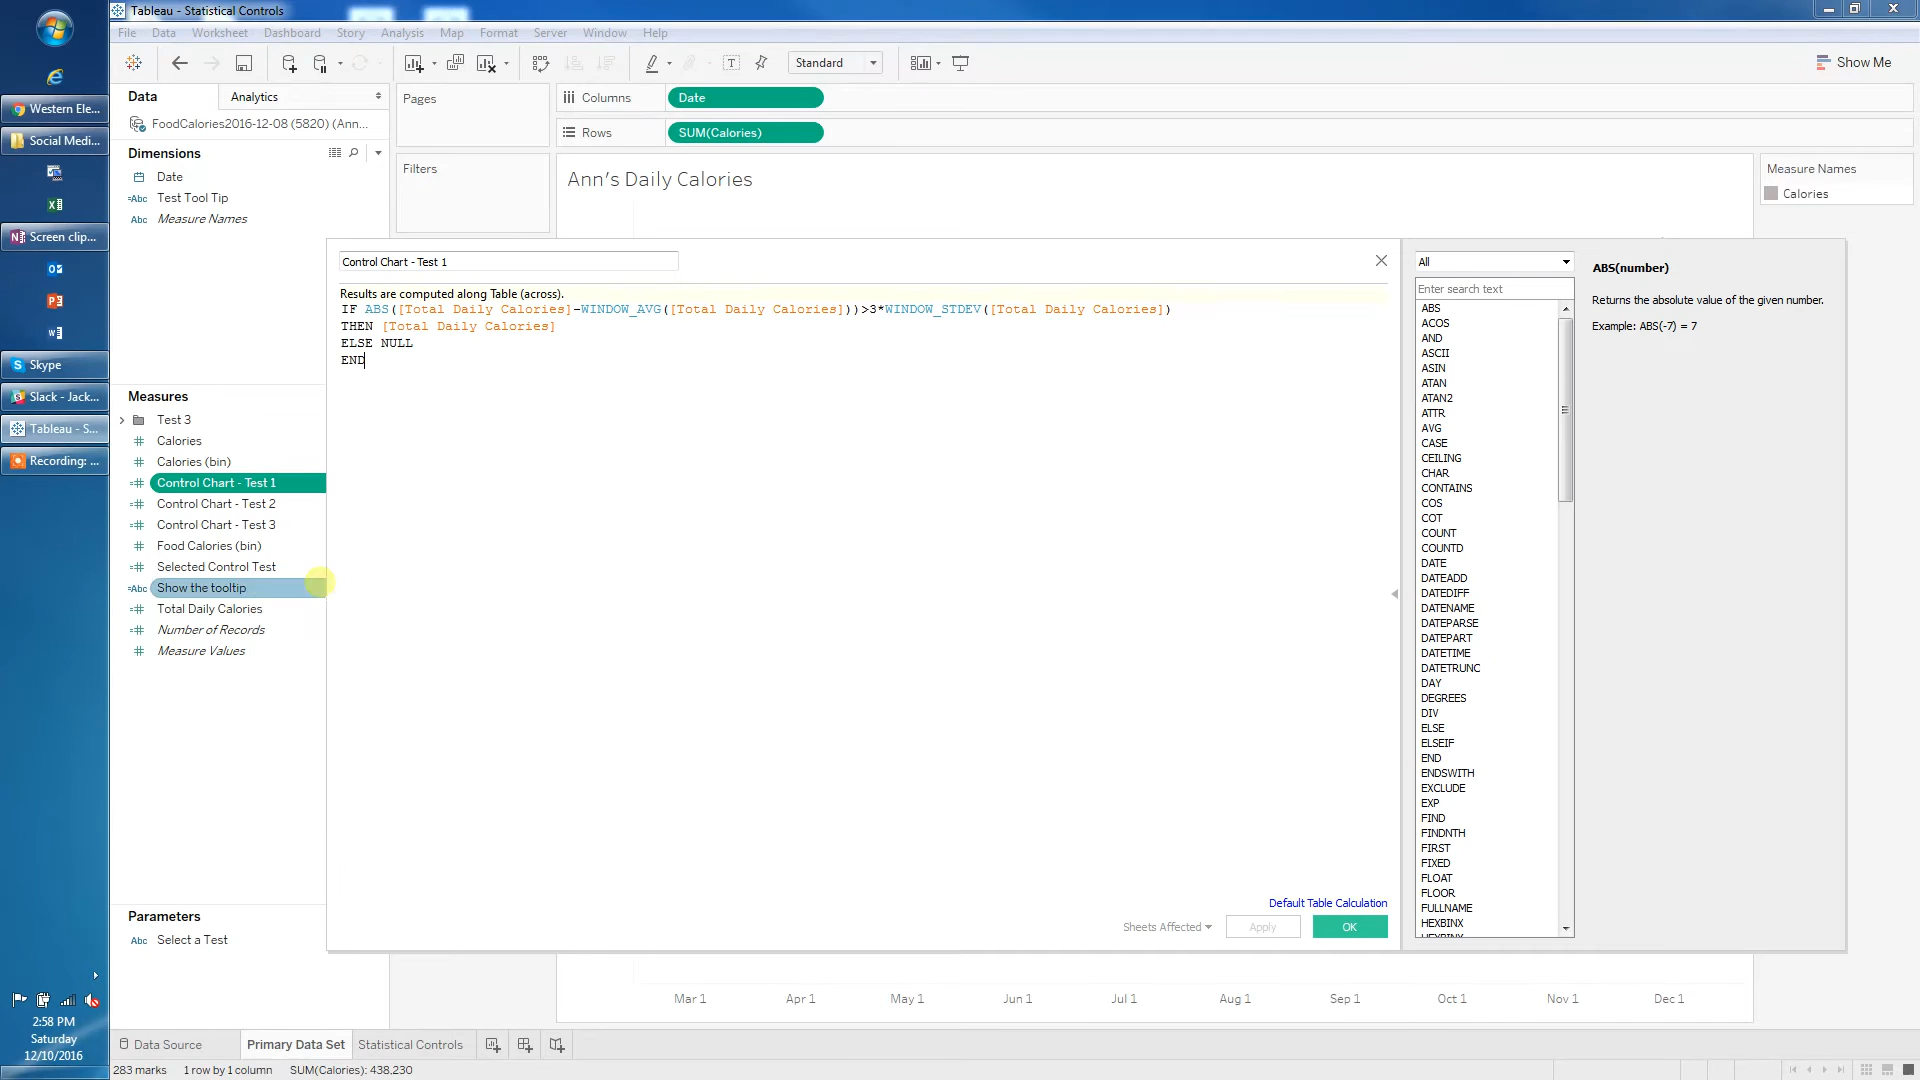 Tableau - Statistical Controls
File Data Worksheet Dashboard Story Analysis Map Format Server Window Help
Standard
Show Me
Western Ele...
Social Medi...
Screen clip...
Skype
Slack - Jack...
Tableau - S...
Recording: ...
2:58 PM
Saturday
12/10/2016
Data
Analytics
FoodCalories2016-12-08 (5820) (Ann...
Dimensions
Date
Abc Test Tool Tip
Abc Measure Names
Measures
Test 3
Calories
Calories (bin)
Control Chart - Test 1
Control Chart - Test 2
Control Chart - Test 3
Food Calories (bin)
Selected Control Test
Abc Show the tooltip
Total Daily Calories
Number of Records
Measure Values
Parameters
Abc Select a Test
Pages
Filters
Columns
Date
Rows
SUM(Calories)
Ann's Daily Calories
Measure Names
Calories
Control Chart - Test 1
Results are computed along Table (across).
IF ABS([Total Daily Calories]-WINDOW_AVG([Total Daily Calories]))>3*WINDOW_STDEV([Total Daily Calories])
THEN [Total Daily Calories]
ELSE NULL
END
Default Table Calculation
Sheets Affected
Apply
OK
All
Enter search text
ABS
ACOS
AND
ASCII
ASIN
ATAN
ATAN2
ATTR
AVG
CASE
CEILING
CHAR
CONTAINS
COS
COT
COUNT
COUNTD
DATE
DATEADD
DATEDIFF
DATENAME
DATEPARSE
DATEPART
DATETIME
DATETRUNC
DAY
DEGREES
DIV
ELSE
ELSEIF
END
ENDSWITH
EXCLUDE
EXP
FIND
FINDNTH
FIRST
FIXED
FLOAT
FLOOR
FULLNAME
HEXBINX
ABS(number)
Returns the absolute value of the given number.
Example: ABS(-7) = 7
Mar 1 Apr 1 May 1 Jun 1 Jul 1 Aug 1 Sep 1 Oct 1 Nov 1 Dec 1
Data Source
Primary Data Set
Statistical Controls
283 marks 1 row by 1 column SUM(Calories): 438,230